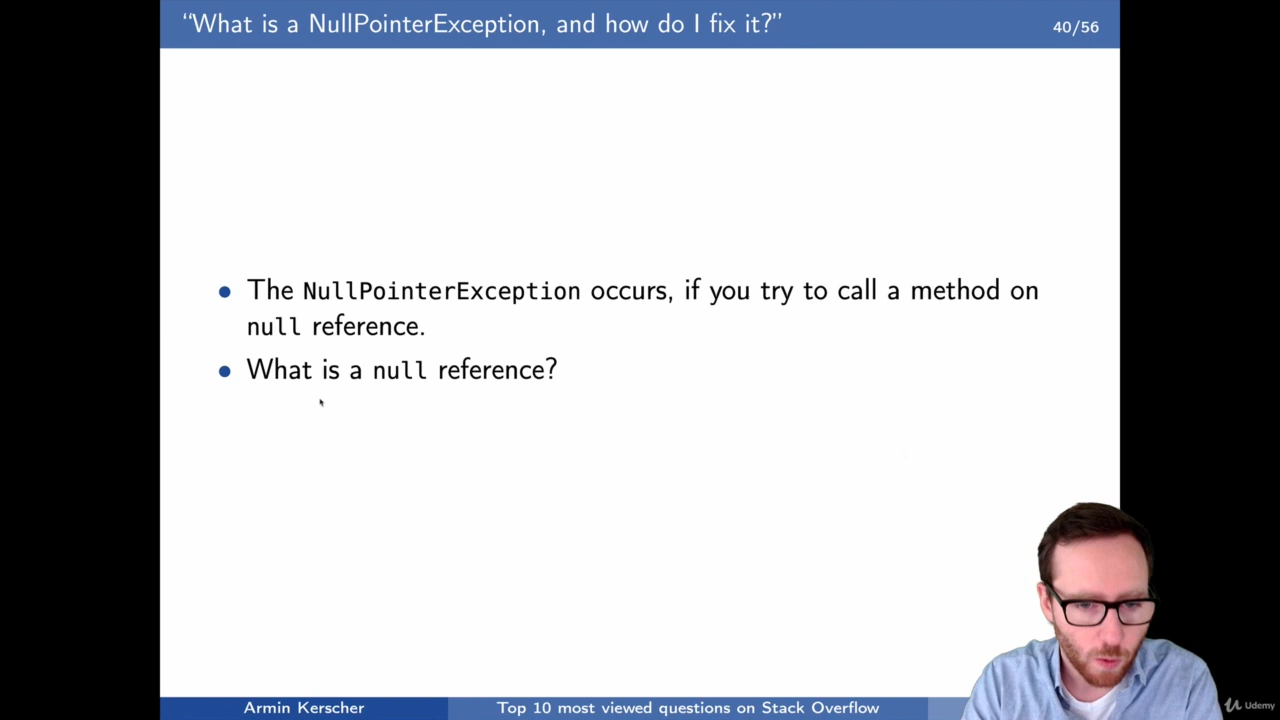 “What is a NullPointerException, and how do I fix it?”
40/56
• The NullPointerException occurs, if you try to call a method on
null reference.
• What is a null reference?
Armin Kerscher
Top 10 most viewed questions on Stack Overflow
Udemy